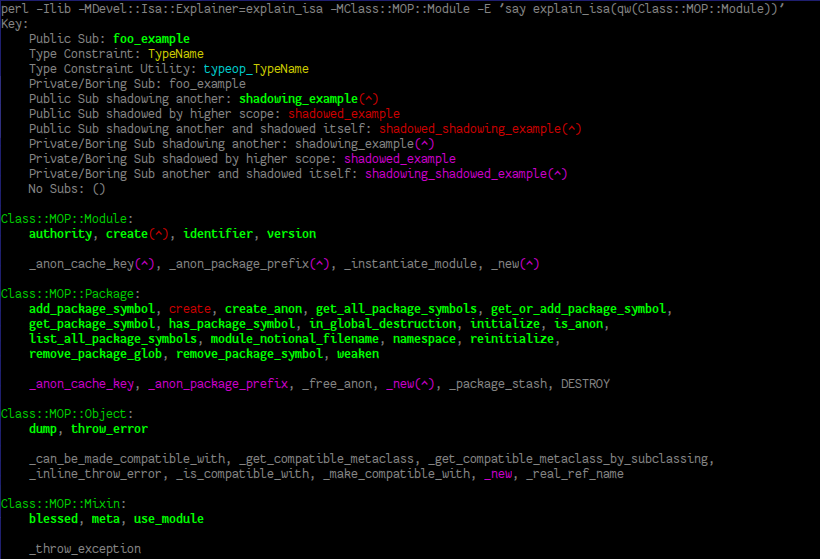 perl -Ilib -MDevel::Isa::Explainer=explain_isa -MClass::MOP::Module -E 'say explain_isa(qw(Class::MOP::Module))'
Key:
Public Sub: foo_example
Type Constraint: TypeName
Type Constraint Utility: typeop_TypeName
Private/Boring Sub: foo_example
Public Sub shadowing another: shadowing_example(^)
Public Sub shadowed by higher scope: shadowed_example
Public Sub shadowing another and shadowed itself: shadowed_shadowing_example(^)
Private/Boring Sub shadowing another: shadowing_example(^)
Private/Boring Sub shadowed by higher scope: shadowed_example
Private/Boring Sub another and shadowed itself: shadowing_shadowed_example(^)
No Subs: ()
Class::MOP::Module:
authority, create(^), identifier, version
_anon_cache_key(^), _anon_package_prefix(^), _instantiate_module, _new(^)
Class::MOP::Package:
add_package_symbol, create, create_anon, get_all_package_symbols, get_or_add_package_symbol,
get_package_symbol, has_package_symbol, in_global_destruction, initialize, is_anon,
list_all_package_symbols, module_notional_filename, namespace, reinitialize,
remove_package_glob, remove_package_symbol, weaken
_anon_cache_key, _anon_package_prefix, _free_anon, _new(^), _package_stash, DESTROY
Class::MOP::Object:
dump, throw_error
_can_be_made_compatible_with, _get_compatible_metaclass, _get_compatible_metaclass_by_subclassing,
_inline_throw_error, _is_compatible_with, _make_compatible_with, _new, _real_ref_name
Class::MOP::Mixin:
blessed, meta, use_module
_throw_exception